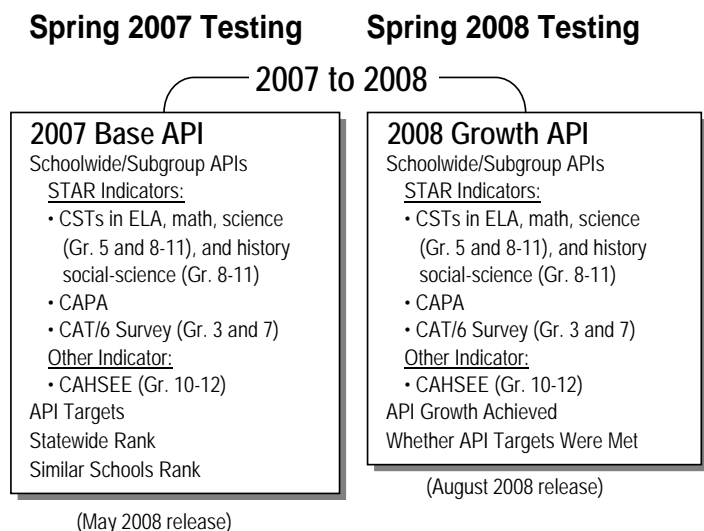 Spring 2007 Testing
Spring 2008 Testing
2007 to 2008
2007 Base API
Schoolwide/Subgroup APIs
STAR Indicators:
• CSTs in ELA, math, science
(Gr. 5 and 8-11), and history
social-science (Gr. 8-11)
• CAPA
• CAT/6 Survey (Gr. 3 and 7)
Other Indicator:
• CAHSEE (Gr. 10-12)
API Targets
Statewide Rank
Similar Schools Rank
(May 2008 release)
2008 Growth API
Schoolwide/Subgroup APIs
STAR Indicators:
• CSTs in ELA, math, science
(Gr. 5 and 8-11), and history
social-science (Gr. 8-11)
• CAPA
• CAT/6 Survey (Gr. 3 and 7)
Other Indicator:
• CAHSEE (Gr. 10-12)
API Growth Achieved
Whether API Targets Were Met
(August 2008 release)